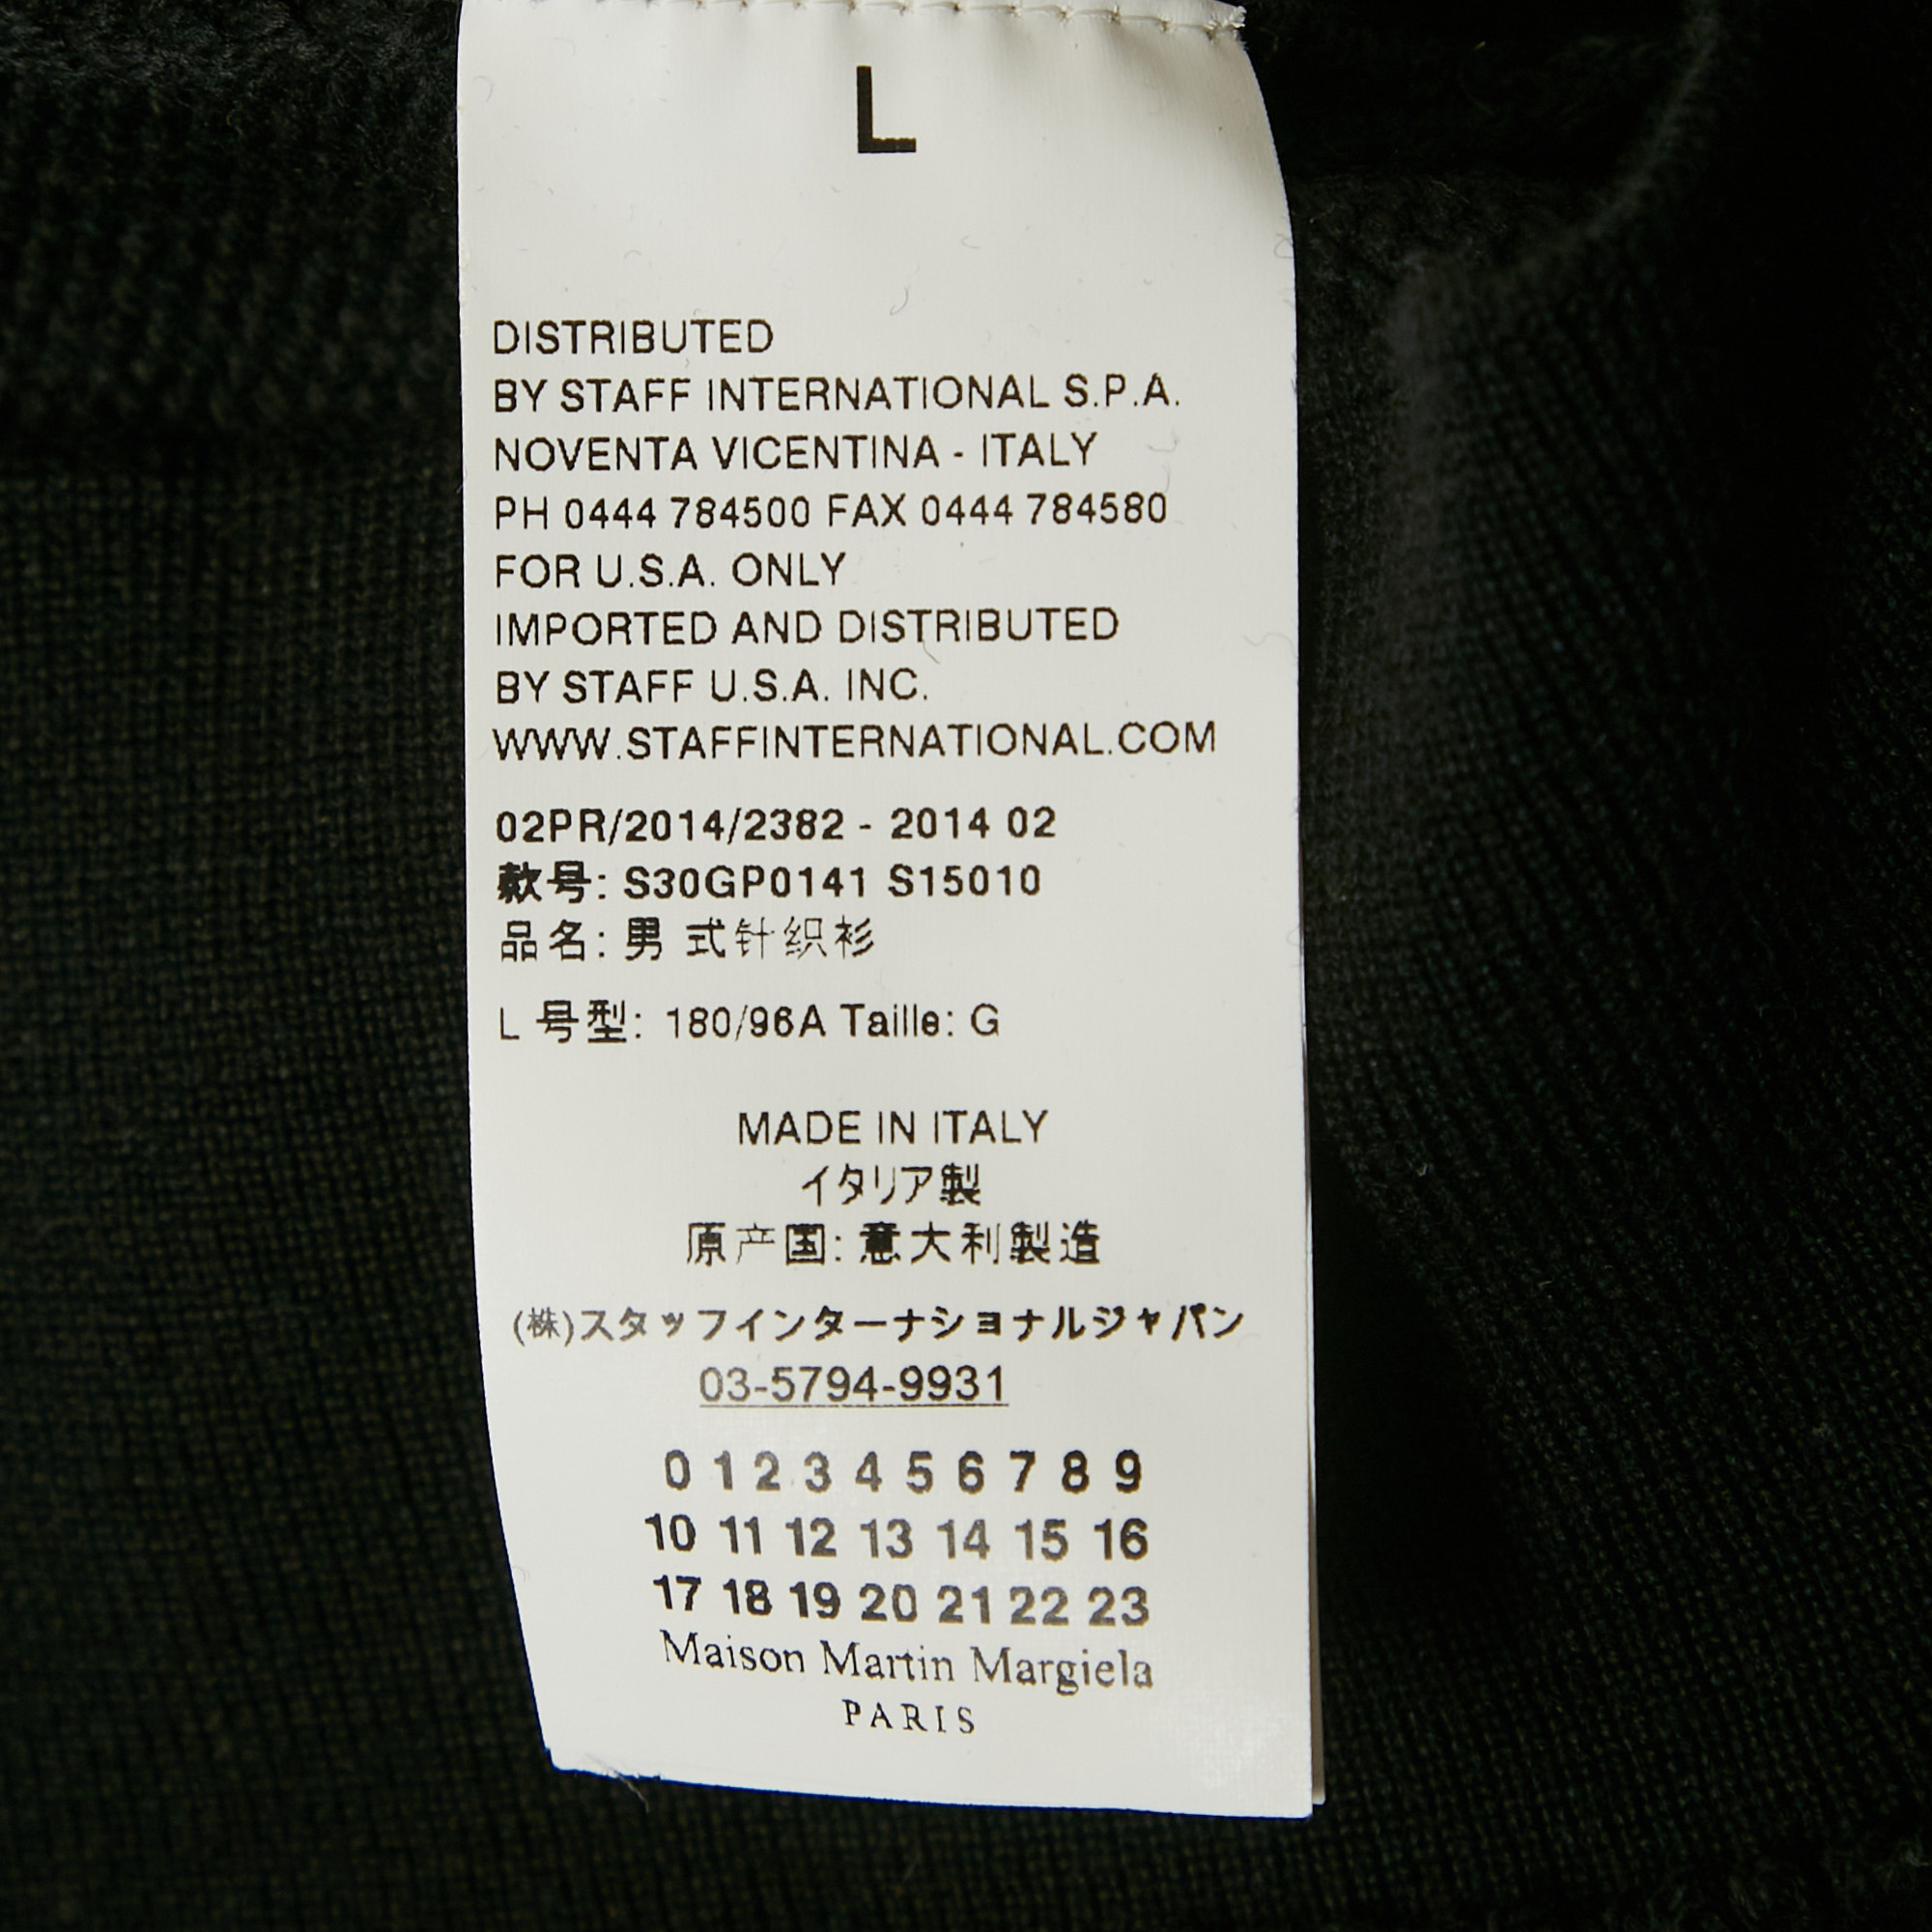 L
DISTRIBUTED
BY STAFF INTERNATIONAL S.P.A.
NOVENTA VICENTINA - ITALY
PH 0444 784500 FAX 0444 784580
FOR U.S.A. ONLY
IMPORTED AND DISTRIBUTED
BY STAFF U.S.A. INC.
WWW.STAFFINTERNATIONAL.COM
02PR/2014/2382 - 2014 02
款号: S30GP0141 S15010
品名: 男 式针织衫
L 号型: 180/96A Taille: G
MADE IN ITALY
イタリア製
原产国: 意大利製造
(株)スタッフインターナショナルジャパン
03-5794-9931
0 1 2 3 4 5 6 7 8 9
10 11 12 13 14 15 16
17 18 19 20 21 22 23
Maison Martin Margiela
PARIS